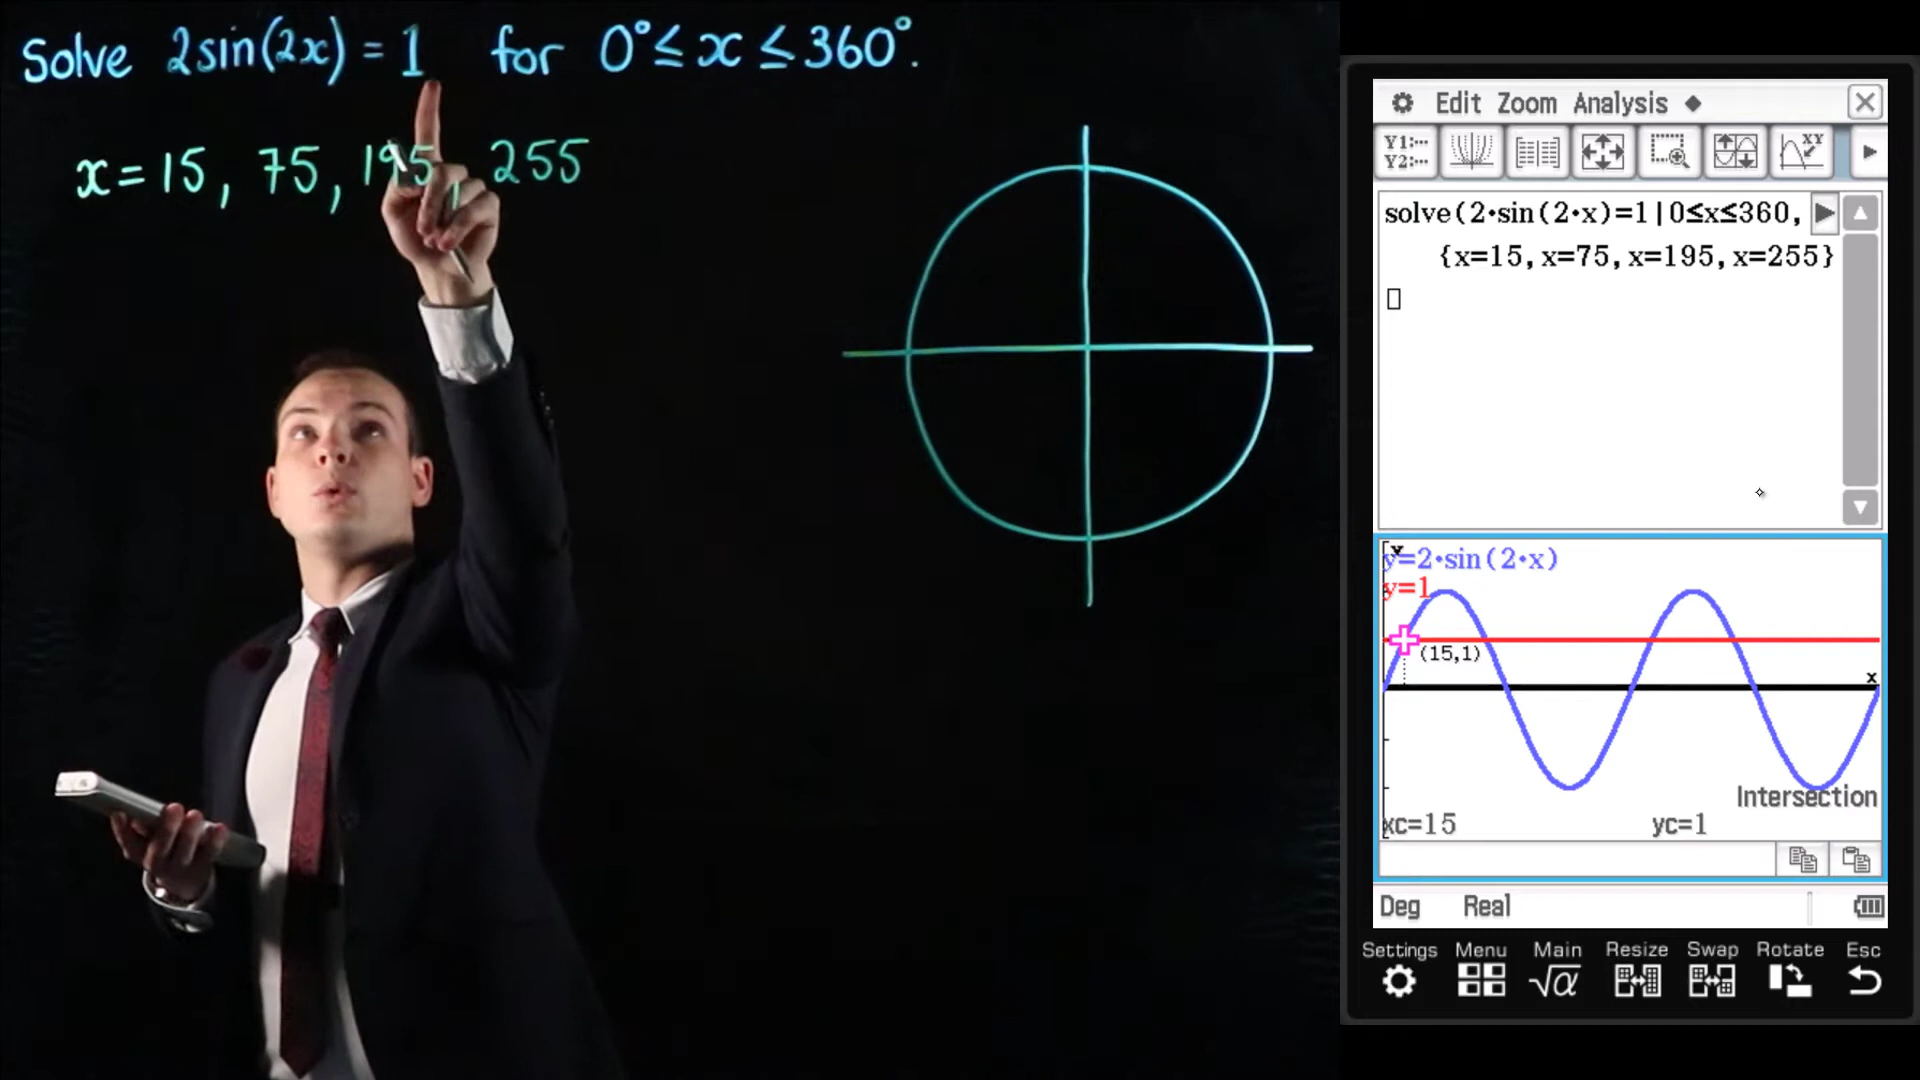 Solve 2sin(2x) = 1 for 0° ≤ x ≤ 360°.
x = 15, 75, 195, 255
Edit Zoom Analysis
Y1:···
Y2:···
XY
solve(2·sin(2·x)=1|0≤x≤360,
{x=15,x=75,x=195,x=255}
y
y=2·sin(2·x)
y=1
(15,1)
x
Intersection
xc=15 yc=1
Deg Real
Settings Menu Main Resize Swap Rotate Esc
√α